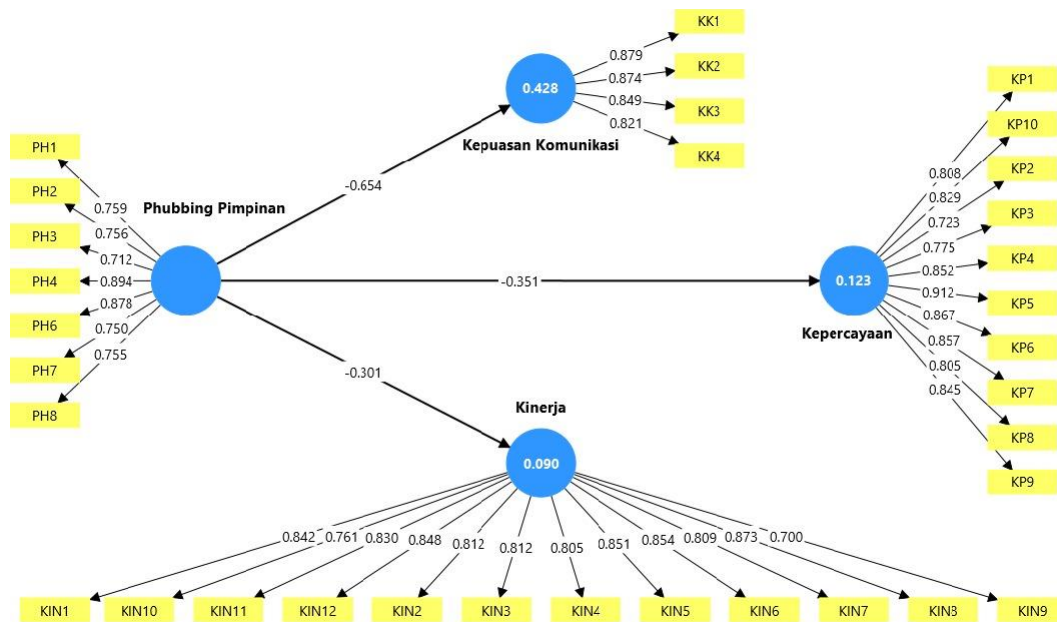 KK1
KK2
KK3
KK4
0.879
0.874
0.849
0.821
0.428
Kepuasan Komunikasi
-0.654
Phubbing Pimpinan
PH1
PH2
PH3
PH4
PH6
PH7
PH8
0.759
0.756
0.712
0.894
0.878
0.750
0.755
-0.351
-0.301
0.123
Kepercayaan
0.808
0.829
0.723
0.775
0.852
0.912
0.867
0.857
0.805
0.845
KP1
KP10
KP2
KP3
KP4
KP5
KP6
KP7
KP8
KP9
Kinerja
0.090
0.842
0.761
0.830
0.848
0.812
0.812
0.805
0.851
0.854
0.809
0.873
0.700
KIN1
KIN10
KIN11
KIN12
KIN2
KIN3
KIN4
KIN5
KIN6
KIN7
KIN8
KIN9